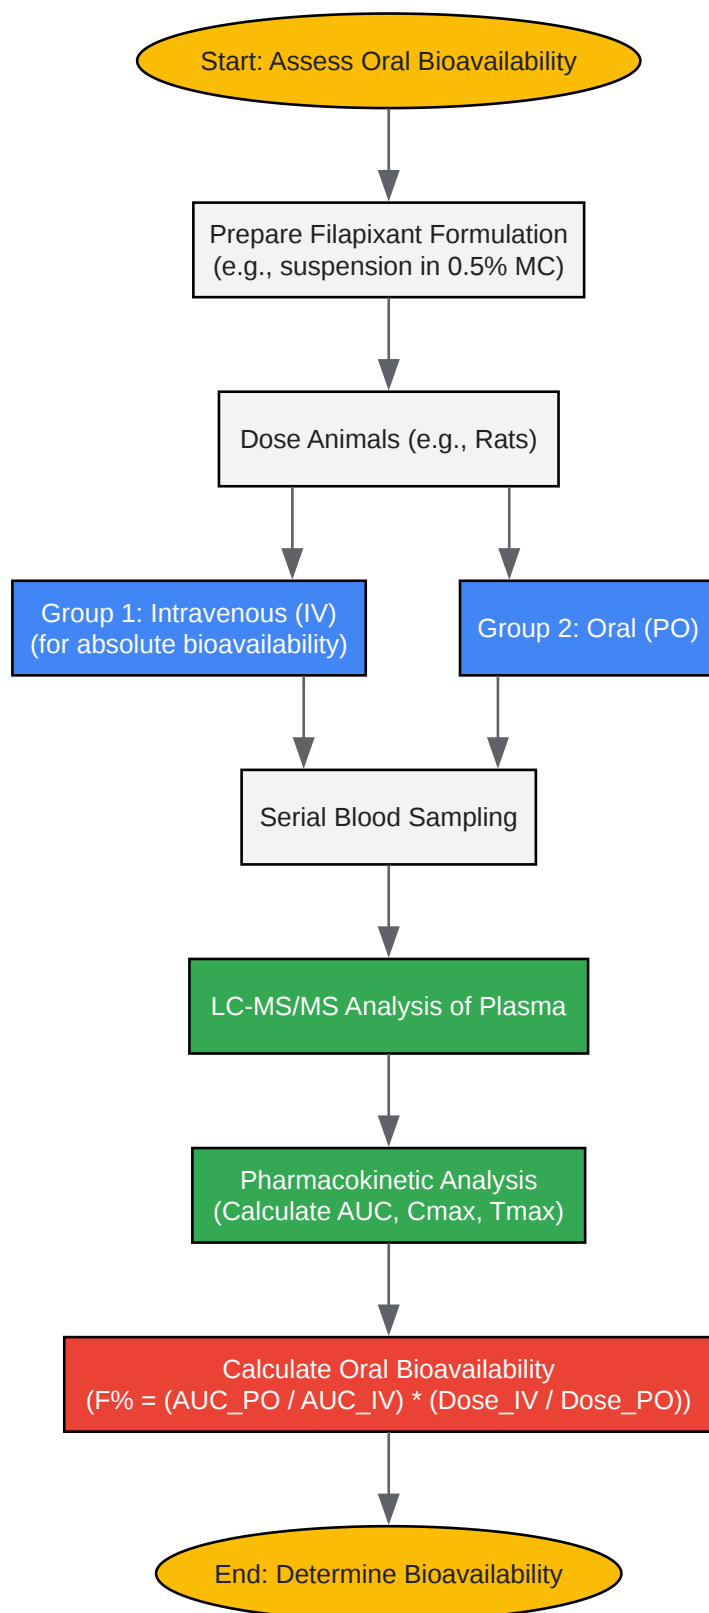 Start: Assess Oral Bioavailability
Prepare Filapixant Formulation
(e.g., suspension in 0.5% MC)
Dose Animals (e.g., Rats)
Group 1: Intravenous (IV)
(for absolute bioavailability)
Group 2: Oral (PO)
Serial Blood Sampling
LC-MS/MS Analysis of Plasma
Pharmacokinetic Analysis
(Calculate AUC, Cmax, Tmax)
Calculate Oral Bioavailability
(F% = (AUC_PO / AUC_IV) * (Dose_IV / Dose_PO))
End: Determine Bioavailability